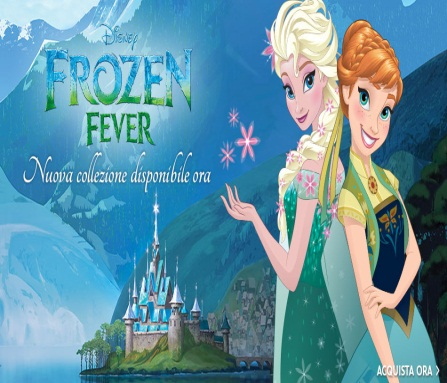 Disney
FROZEN
FEVER
Nuova collezione disponibile ora
ACQUISTA ORA >